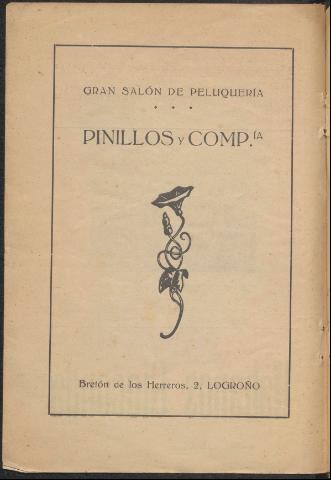 GRAN SALÓN DE PELUQUERÍA
PINILLOS y COMP.ÍA
Bretón de los Herreros, 2, LOGROÑO